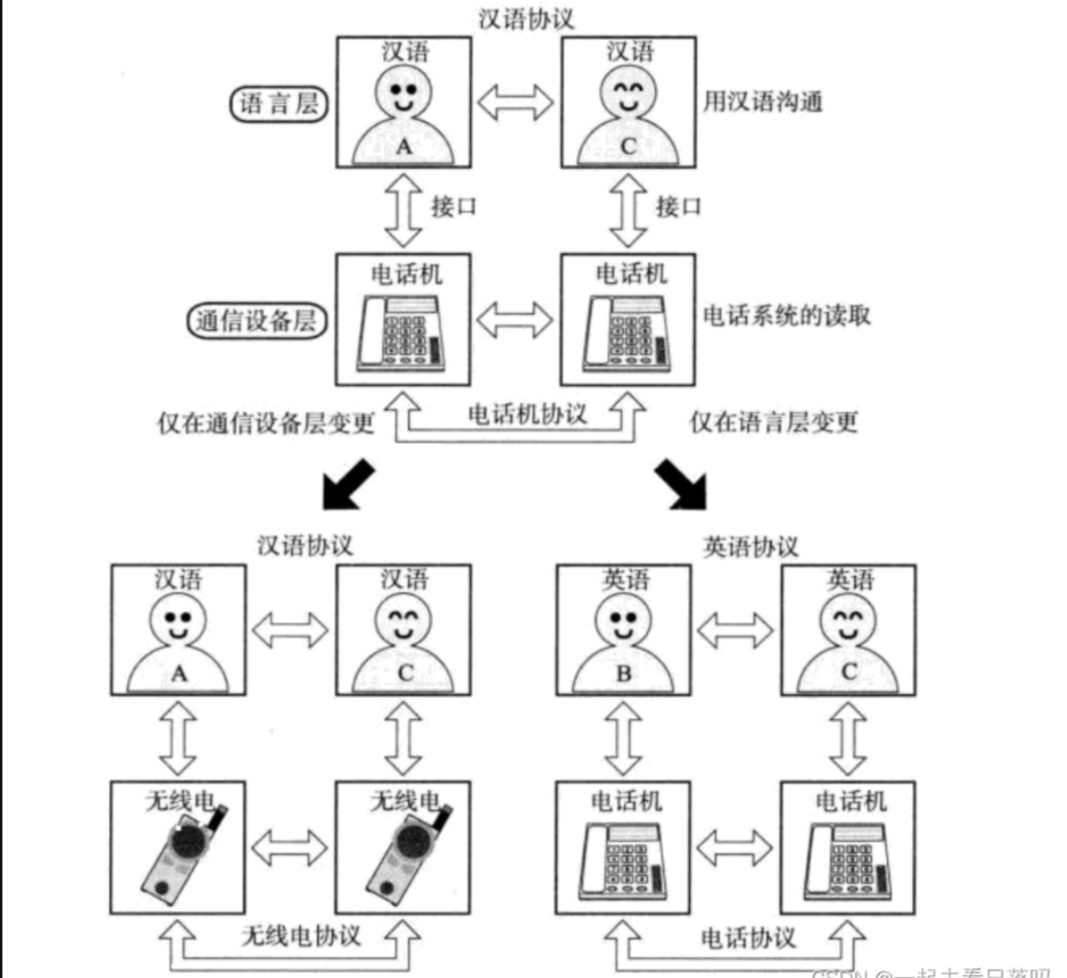 汉语协议
汉语
汉语
语言层
用汉语沟通
A
C
接口
接口
电话机
电话机
通信设备层
电话系统的读取
仅在通信设备层变更
电话机协议
仅在语言层变更
汉语协议
英语协议
汉语
汉语
英语
英语
A
C
B
C
无线电
无线电
电话机
电话机
无线电协议
电话协议
CSDN @一起去看日落吗